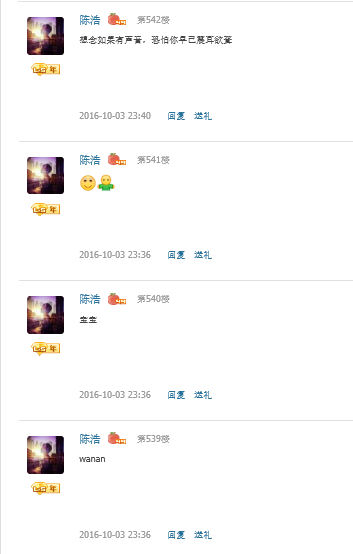 陈浩 第542楼
想念如果有声音，恐怕你早已震耳欲聋
年
2016-10-03 23:40 回复 送礼
陈浩 第541楼
年
2016-10-03 23:36 回复 送礼
陈浩 第540楼
宝宝
年
2016-10-03 23:36 回复 送礼
陈浩 第539楼
wanan
年
2016-10-03 23:36 回复 送礼